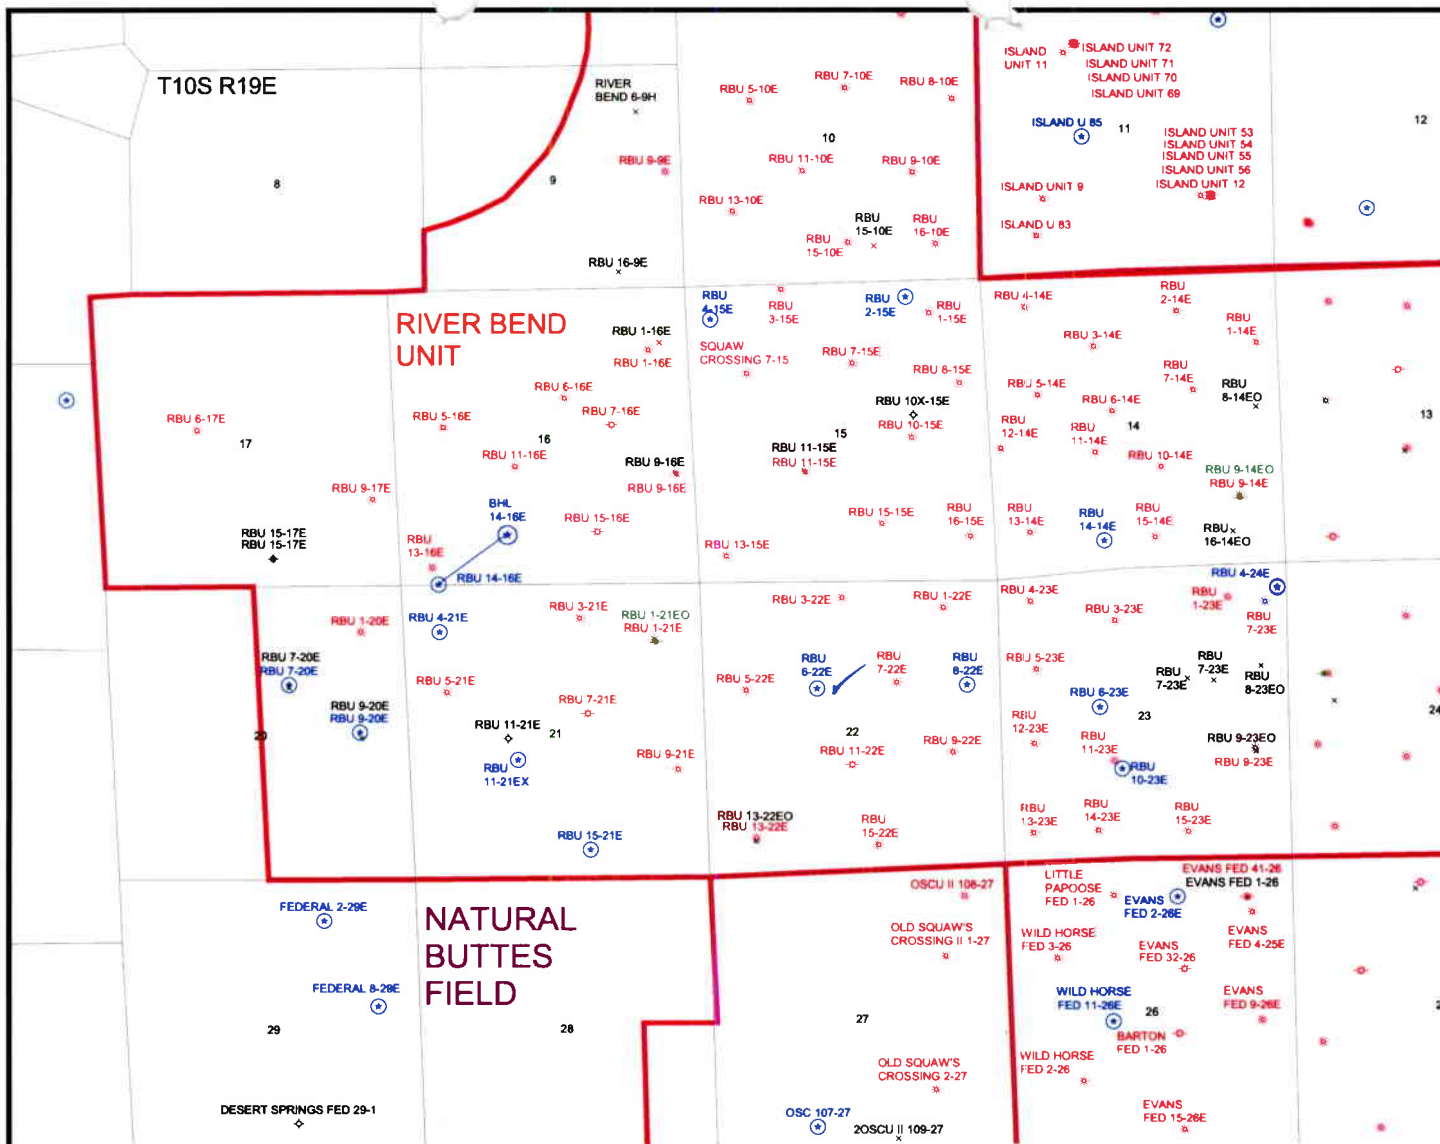 T10S R19E
8
RIVER
BEND 6-9H
RBU 9-9E
9
RBU 16-9E
RBU 5-10E
RBU 7-10E
RBU 8-10E
10
RBU 11-10E
RBU 9-10E
RBU 13-10E
RBU
15-10E
RBU
15-10E
RBU
16-10E
ISLAND
UNIT 11
ISLAND UNIT 72
ISLAND UNIT 71
ISLAND UNIT 70
ISLAND UNIT 69
ISLAND U 85
11
ISLAND UNIT 53
ISLAND UNIT 54
ISLAND UNIT 55
ISLAND UNIT 56
ISLAND UNIT 12
ISLAND UNIT 9
ISLAND U 83
12
RIVER BEND
UNIT
RBU 6-17E
17
RBU 9-17E
RBU 15-17E
RBU 15-17E
RBU 1-16E
RBU 1-16E
RBU 6-16E
RBU 5-16E
RBU 7-16E
16
RBU 11-16E
RBU 9-16E
RBU 9-16E
BHL
14-16E
RBU 15-16E
RBU
13-16E
RBU 14-16E
RBU
4-15E
RBU
3-15E
RBU
2-15E
RBU
1-15E
SQUAW
CROSSING 7-15
RBU 7-15E
RBU 8-15E
RBU 10X-15E
RBU 10-15E
15
RBU 11-15E
RBU 11-15E
RBU 15-15E
RBU
16-15E
RBU 13-15E
RBU 4-14E
RBU
2-14E
RBU 3-14E
RBU
1-14E
RBU
7-14E
RBU 5-14E
RBU
8-14EO
RBU 6-14E
RBU
12-14E
RBU
11-14E
14
RBU 10-14E
RBU 9-14EO
RBU 9-14E
RBU
13-14E
RBU
14-14E
RBU
15-14E
RBU
16-14EO
13
RBU 1-20E
RBU 7-20E
RBU 7-20E
RBU 9-20E
RBU 9-20E
20
RBU 4-21E
RBU 3-21E
RBU 1-21EO
RBU 1-21E
RBU 5-21E
RBU 7-21E
RBU 11-21E
21
RBU
11-21EX
RBU 9-21E
RBU 15-21E
RBU 3-22E
RBU 1-22E
RBU
6-22E
RBU
7-22E
RBU
8-22E
RBU 5-22E
22
RBU 11-22E
RBU 9-22E
RBU 13-22EO
RBU 13-22E
RBU
15-22E
RBU 4-24E
RBU 4-23E
RBU 3-23E
RBU
1-23E
RBU
7-23E
RBU 5-23E
RBU
7-23E
RBU
7-23E
RBU
8-23EO
RBU 6-23E
23
RBU
12-23E
RBU
11-23E
RBU
10-23E
RBU 9-23EO
RBU 9-23E
RBU
13-23E
RBU
14-23E
RBU
15-23E
24
FEDERAL 2-29E
FEDERAL 8-29E
29
DESERT SPRINGS FED 29-1
NATURAL
BUTTES
FIELD
28
OSCU II 108-27
OLD SQUAW'S
CROSSING II 1-27
27
OLD SQUAW'S
CROSSING 2-27
OSC 107-27
2OSCU II 109-27
LITTLE
PAPOOSE
FED 1-26
EVANS FED 41-26
EVANS FED 1-26
EVANS
FED 2-26E
WILD HORSE
FED 3-26
EVANS
FED 32-26
EVANS
FED 4-25E
WILD HORSE
FED 11-26E
26
EVANS
FED 9-26E
BARTON
FED 1-26
WILD HORSE
FED 2-26
EVANS
FED 15-26E
2